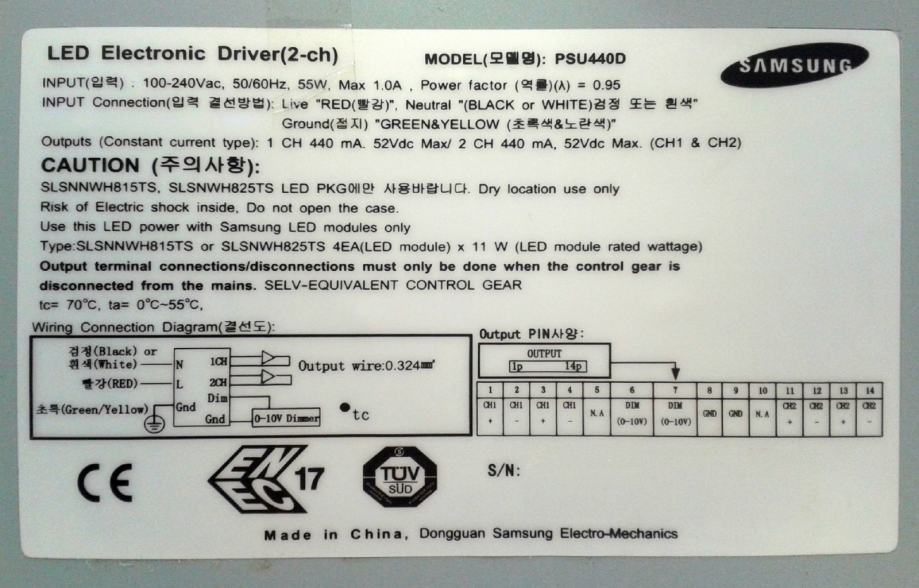 LED Electronic Driver(2-ch) MODEL(모델명): PSU440D
SAMSUNG
INPUT(입력) . 100-240Vac, 50/60Hz, 55W, Max 1.0A , Power factor (역률)(λ) = 0.95
INPUT Connection(입력 결선방법): Live "RED(빨강)", Neutral "(BLACK or WHITE)검정 또는 흰색"
Ground(접지) "GREEN&YELLOW (초록색&노란색)"
Outputs (Constant current type): 1 CH 440 mA. 52Vdc Max/ 2 CH 440 mA, 52Vdc Max. (CH1 & CH2)
CAUTION (주의사항):
SLSNNWH815TS, SLSNWH825TS LED PKG에만 사용바랍니다. Dry location use only
Risk of Electric shock inside, Do not open the case.
Use this LED power with Samsung LED modules only
Type:SLSNNWH815TS or SLSNWH825TS 4EA(LED module) x 11 W (LED module rated wattage)
Output terminal connections/disconnections must only be done when the control gear is
disconnected from the mains. SELV-EQUIVALENT CONTROL GEAR
tc= 70℃, ta= 0℃~55℃,
Wiring Connection Diagram(결선도):
검정(Black) or
흰색(White) N 1CH Output wire:0.324㎟
빨강(RED) L 2CH
초록(Green/Yellow) Gnd Dim
Gnd 0-10V Dimmer tc
Output PIN사양:
OUTPUT
1p 14p
1 2 3 4 5 6 7 8 9 10 11 12 13 14
CH1 CH1 CH1 CH1 N.A DIM DIM GND GND N.A CH2 CH2 CH2 CH2
+ - + - (0-10V) (0-10V) + - + -
CE
ENEC 17
TÜV
SÜD
S/N:
Made in China, Dongguan Samsung Electro-Mechanics